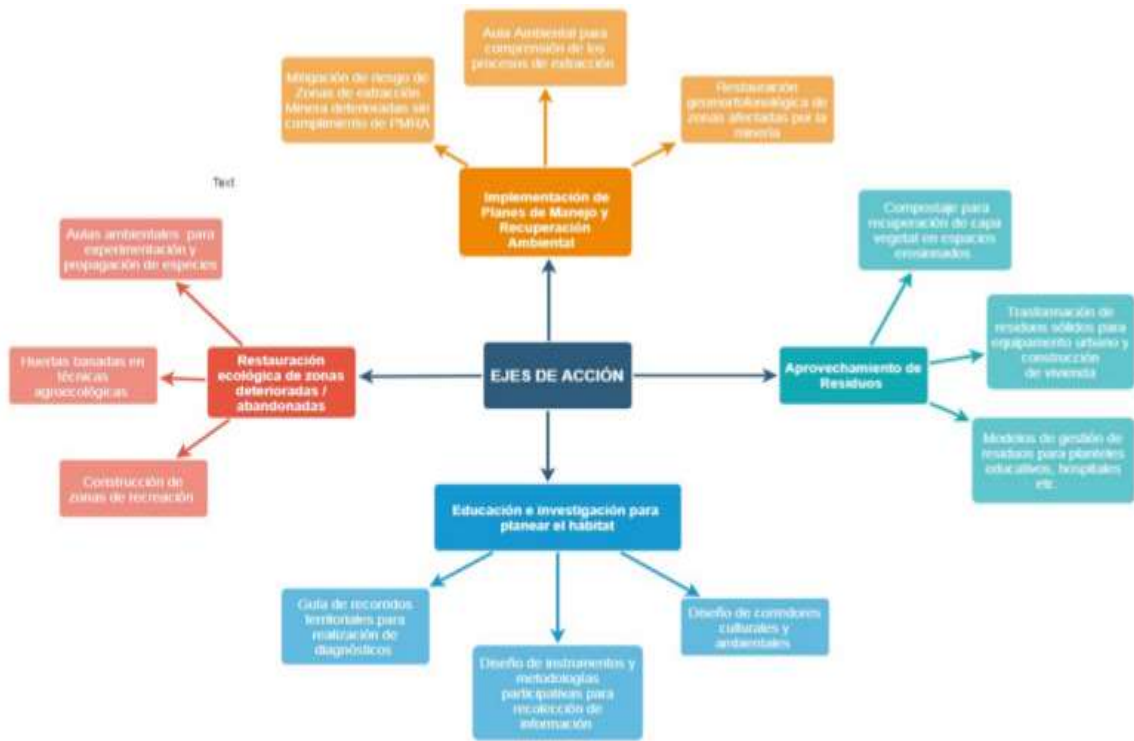 Aula Ambiental para
comprensión de los
procesos de extracción
Mitigación de riesgo de
Zonas de extracción
Minera deterioradas sin
cumplimiento de PMRA
Restauración
geomorfonológica de
zonas afectadas por la
minería
Implementación de
Planes de Manejo y
Recuperación
Ambiental
Text
Aulas ambientales para
experimentación y
propagación de especies
Huertas basadas en
técnicas
agroecológicas
Construcción de
zonas de recreación
Restauración
ecológica de zonas
deterioradas /
abandonadas
EJES DE ACCIÓN
Aprovechamiento de
Residuos
Compostaje para
recuperación de capa
vegetal en espacios
erosionados
Trasformación de
residuos sólidos para
equipamento urbano y
construcción
de vivienda
Modelos de gestión de
residuos para planteles
educativos, hospitales
etc.
Educación e investigación para
planear el hábitat
Guía de recorridos
territoriales para
realización de
diagnósticos
Diseño de instrumentos y
metodologías
participativas para
recolección de
información
Diseño de corredores
culturales y
ambientales